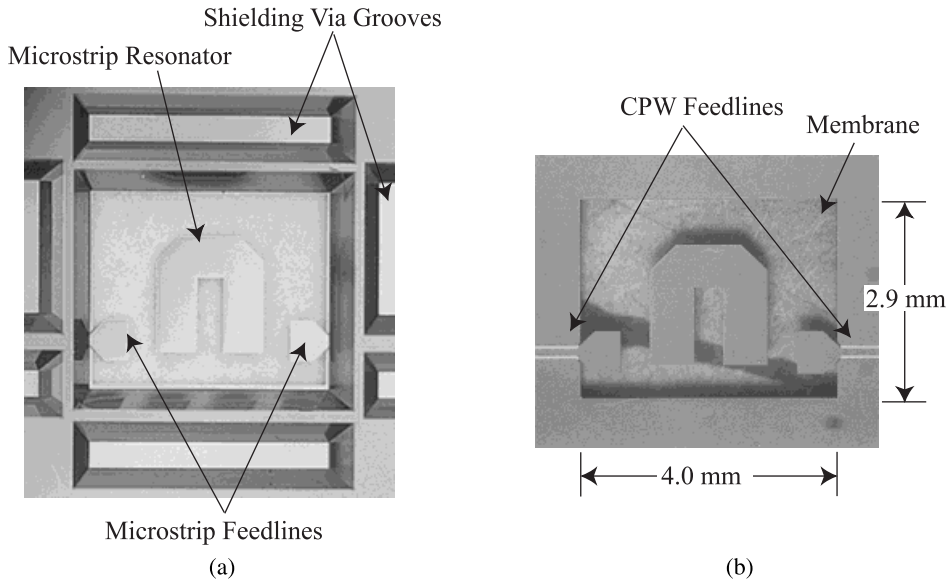 Shielding Via Grooves
Microstrip Resonator
Microstrip Feedlines
(a)
CPW Feedlines
Membrane
2.9 mm
4.0 mm
(b)